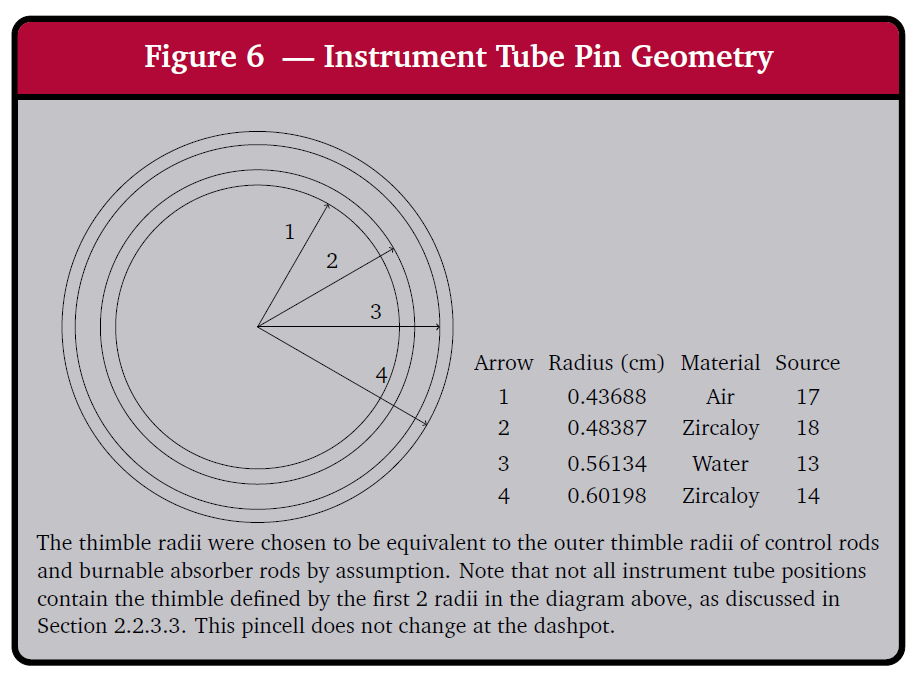 Figure 6 — Instrument Tube Pin Geometry
1
2
3
4
Arrow Radius (cm) Material Source
1 0.43688 Air 17
2 0.48387 Zircaloy 18
3 0.56134 Water 13
4 0.60198 Zircaloy 14
The thimble radii were chosen to be equivalent to the outer thimble radii of control rods
and burnable absorber rods by assumption. Note that not all instrument tube positions
contain the thimble defined by the first 2 radii in the diagram above, as discussed in
Section 2.2.3.3. This pincell does not change at the dashpot.